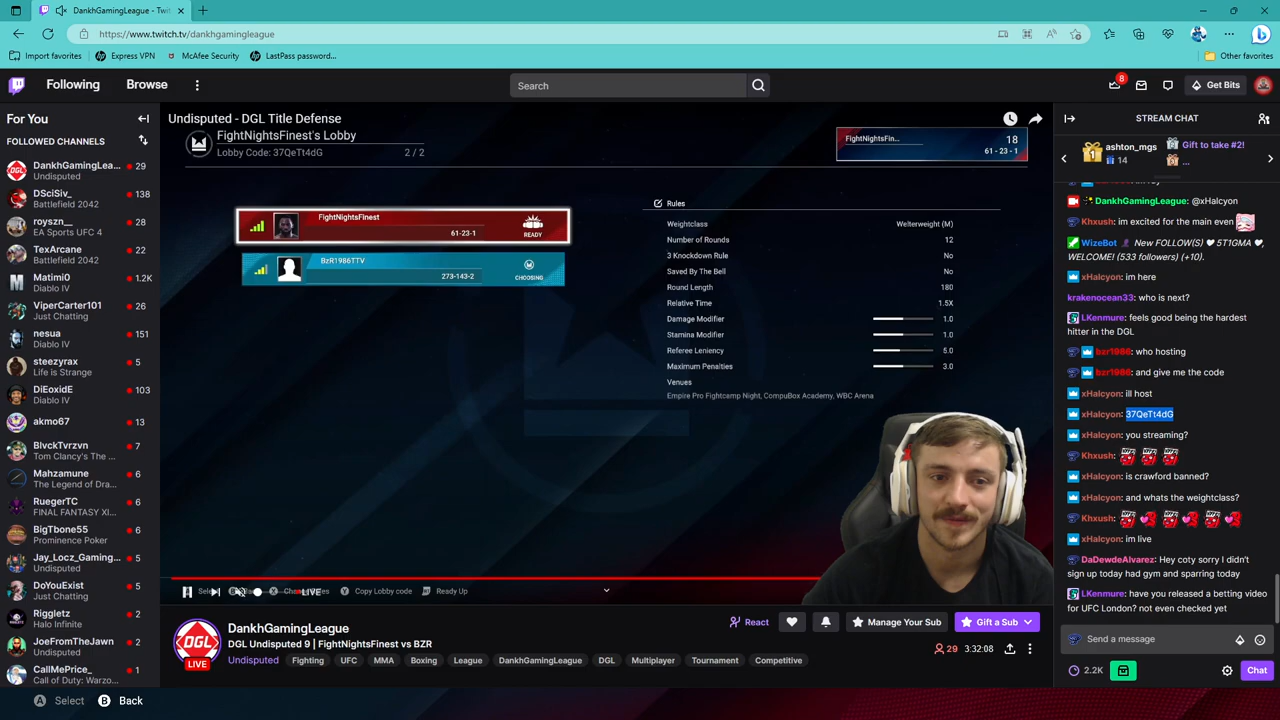 DankhGamingLeague - Twi
https://www.twitch.tv/dankhgamingleague
Import favorites
Express VPN
McAfee Security
LastPass password...
Other favorites
Following
Browse
Search
8
Get Bits
For You
FOLLOWED CHANNELS
DankhGamingLea...
29
DSciSiv_
138
Battlefield 2042
royszn__
28
EA Sports UFC 4
TexArcane
22
Battlefield 2042
Matimi0
1.2K
Diablo IV
ViperCarter101
26
Just Chatting
nesua
151
Diablo IV
steezyrax
5
Life is Strange
DiEoxidE
103
Diablo IV
akmo67
13
BlvckTvrzvn
7
Tom Clancy's The ...
Mahzamune
6
The Legend of Dra...
RuegerTC
6
Tom Clancy's The ...
BigTbone55
6
Prominence Poker
Jay_Locz_Gaming...
5
Undisputed
DoYouExist
5
Just Chatting
Riggletz
2
Halo Infinite
JoeFromTheJawn
2
Undisputed
CallMePrice_
1
Call of Duty: Warzo...
Undisputed - DGL Title Defense
FightNightsFinest's Lobby
Lobby Code: 37QeTt4dG
2 / 2
FightNightsFin...
18
61 - 23 - 1
FightNightsFinest
61-23-1
READY
BzR1986TTV
273-143-2
CHOOSING
Rules
Weightclass Welterweight (M)
Number of Rounds 12
3 Knockdown Rule No
Saved By The Bell No
Round Length 180
Relative Time 1.5X
Damage Modifier 1.0
Stamina Modifier 1.0
Referee Leniency 5.0
Maximum Penalties 3.0
Venues
Empire Pro Fightcamp Night, CompuBox Academy, WBC Arena
LIVE
Copy Lobby code
Ready Up
DGL
LIVE
DankhGamingLeague
DGL Undisputed 9 | FightNightsFinest vs BZR
Undisputed
Fighting
UFC
MMA
Boxing
League
DankhGamingLeague
DGL
Multiplayer
Tournament
Competitive
React
Manage Your Sub
Gift a Sub
29
3:32:08
A Select
B Back
STREAM CHAT
1
ashton_mgs
14
Gift to take #2!
...
DankhGamingLeague: @xHalcyon
Khxush: im excited for the main even
WizeBot New FOLLOW(S) 5T1GMA
WELCOME! (533 followers) (+10).
xHalcyon: im here
krakenocean33: who is next?
LKenmure: feels good being the hardest
hitter in the DGL
bzr1986: who hosting
bzr1986: and give me the code
xHalcyon: ill host
xHalcyon: 37QeTt4dG
xHalcyon: you streaming?
Khxush:
xHalcyon: is crawford banned?
xHalcyon: and whats the weightclass?
Khxush:
xHalcyon: im live
DaDewdeAlvarez: Hey coty sorry I didn't
sign up today had gym and sparring today
LKenmure: have you released a betting video
for UFC London? not even checked yet
Send a message
2.2K
Chat